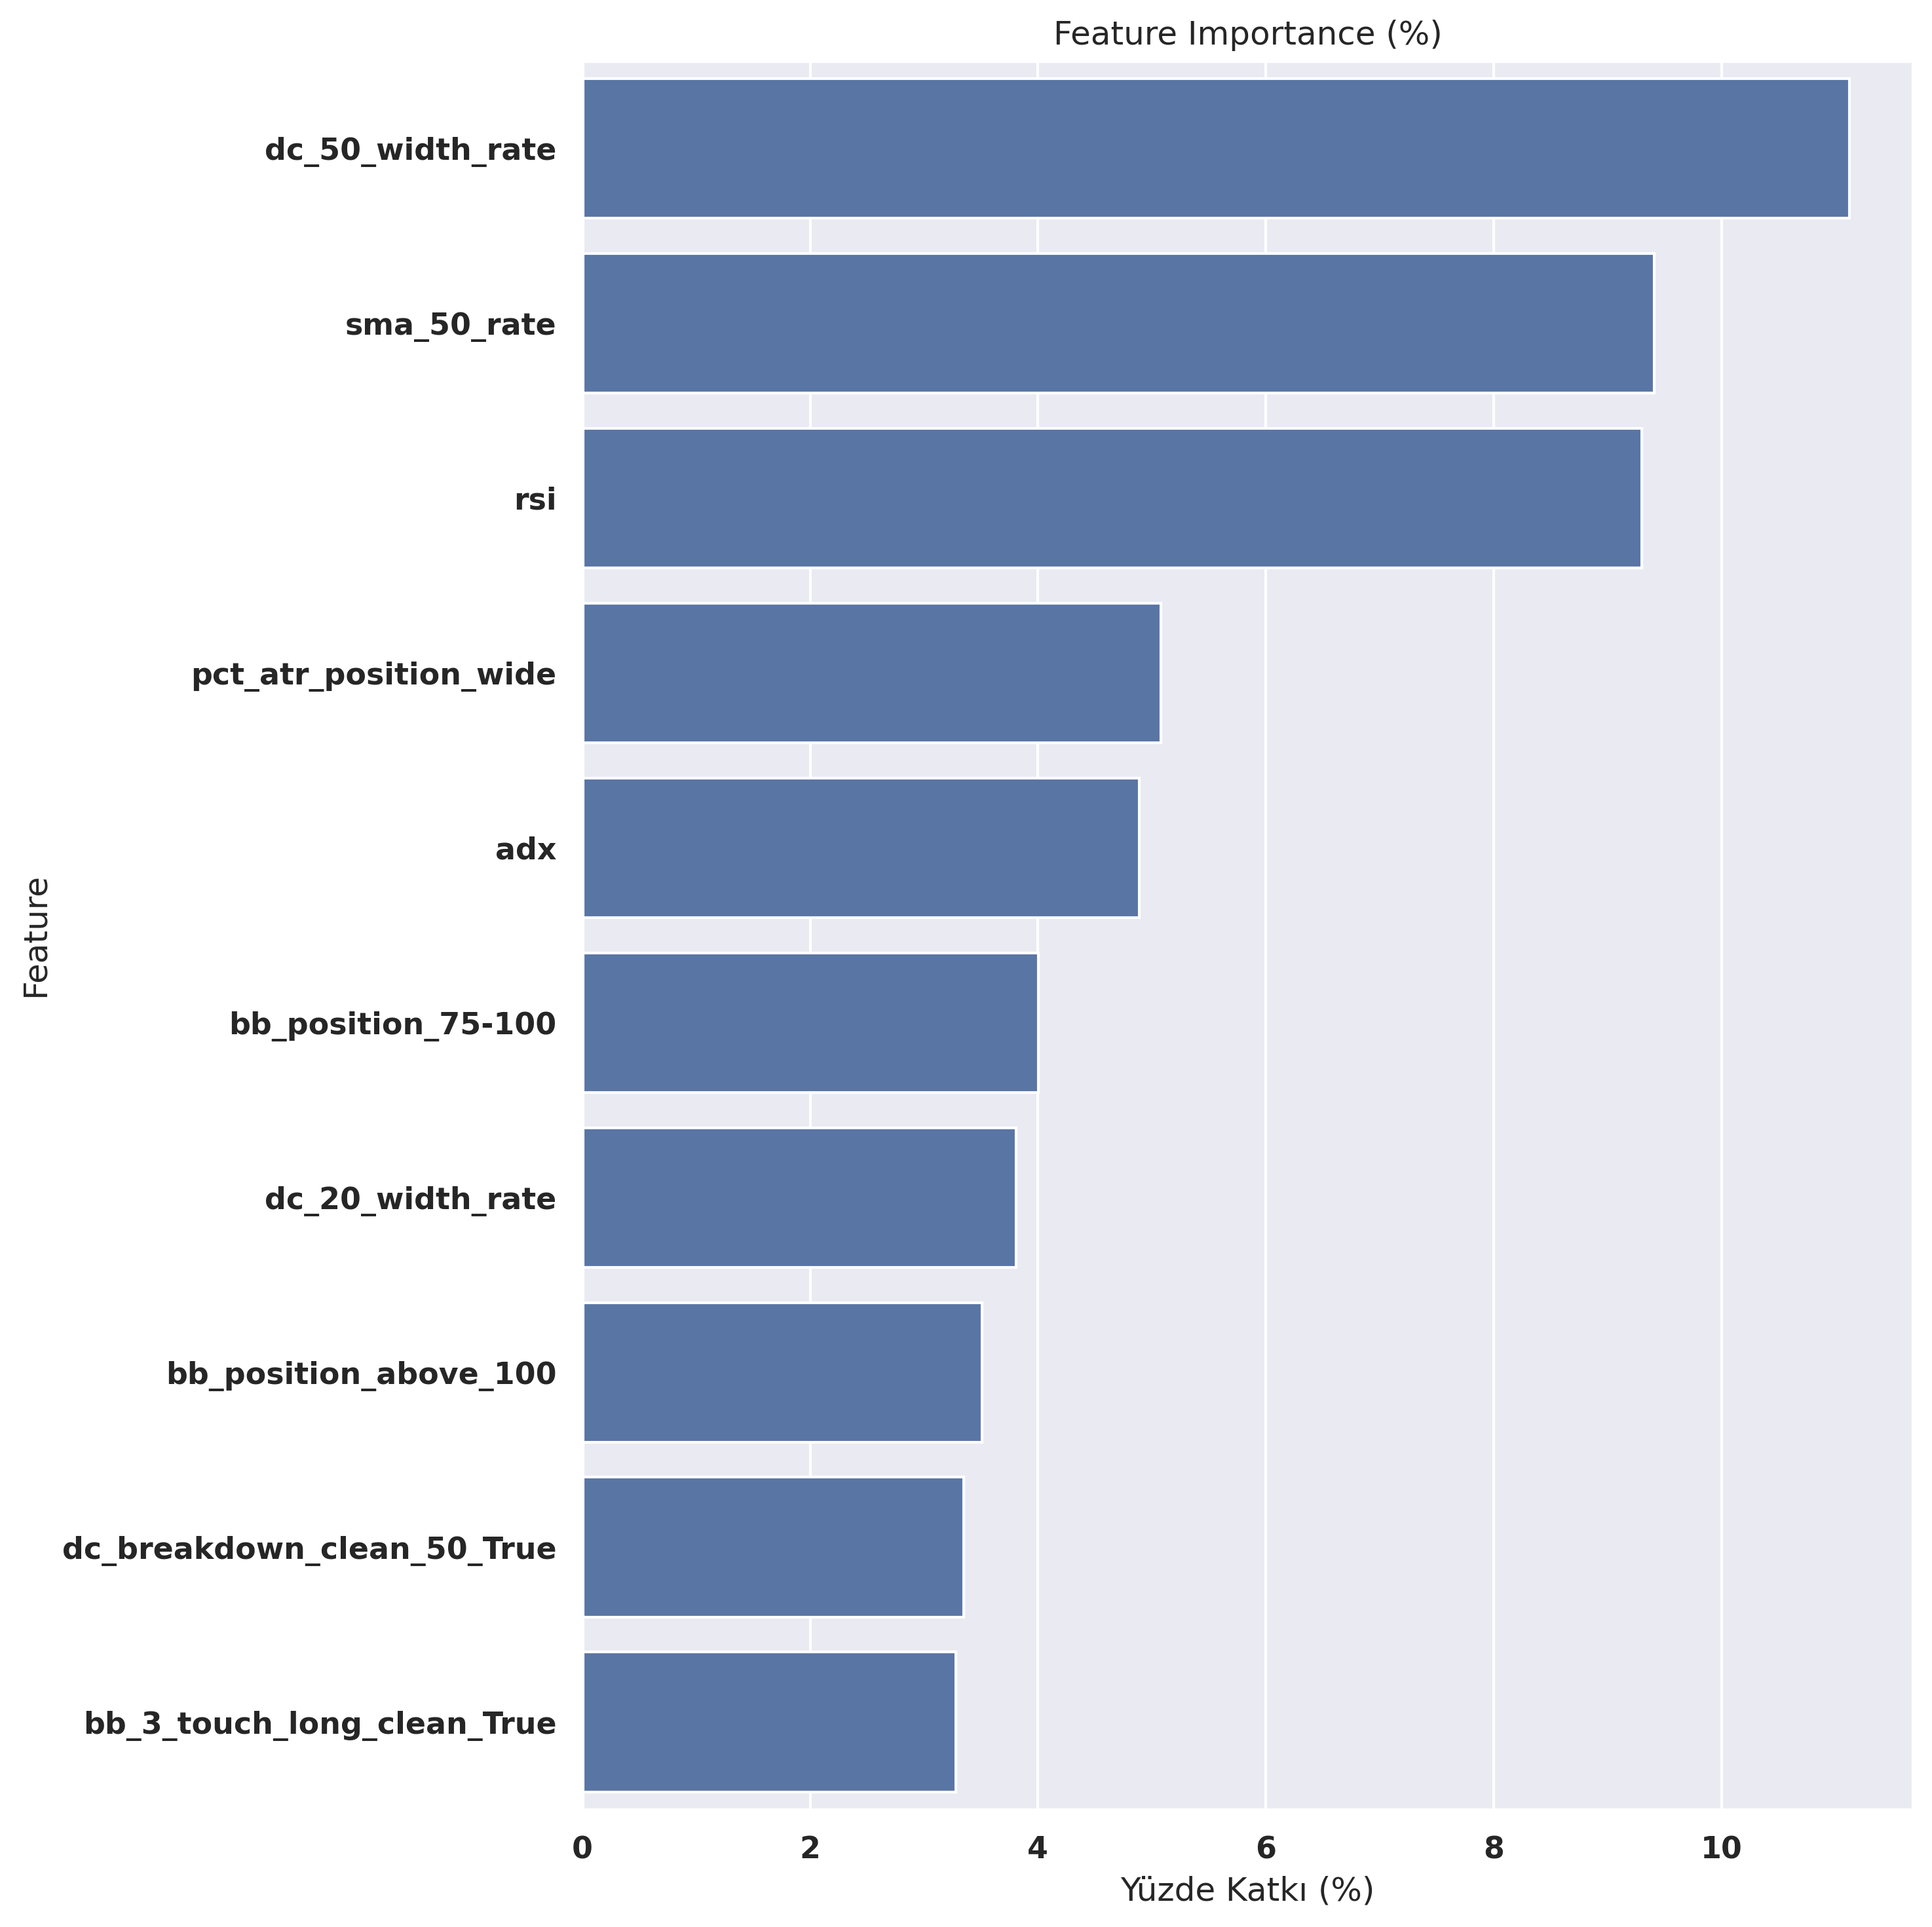 Feature Importance (%)
dc_50_width_rate
sma_50_rate
rsi
pct_atr_position_wide
adx
bb_position_75-100
dc_20_width_rate
bb_position_above_100
dc_breakdown_clean_50_True
bb_3_touch_long_clean_True
Feature
0 2 4 6 8 10
Yüzde Katkı (%)